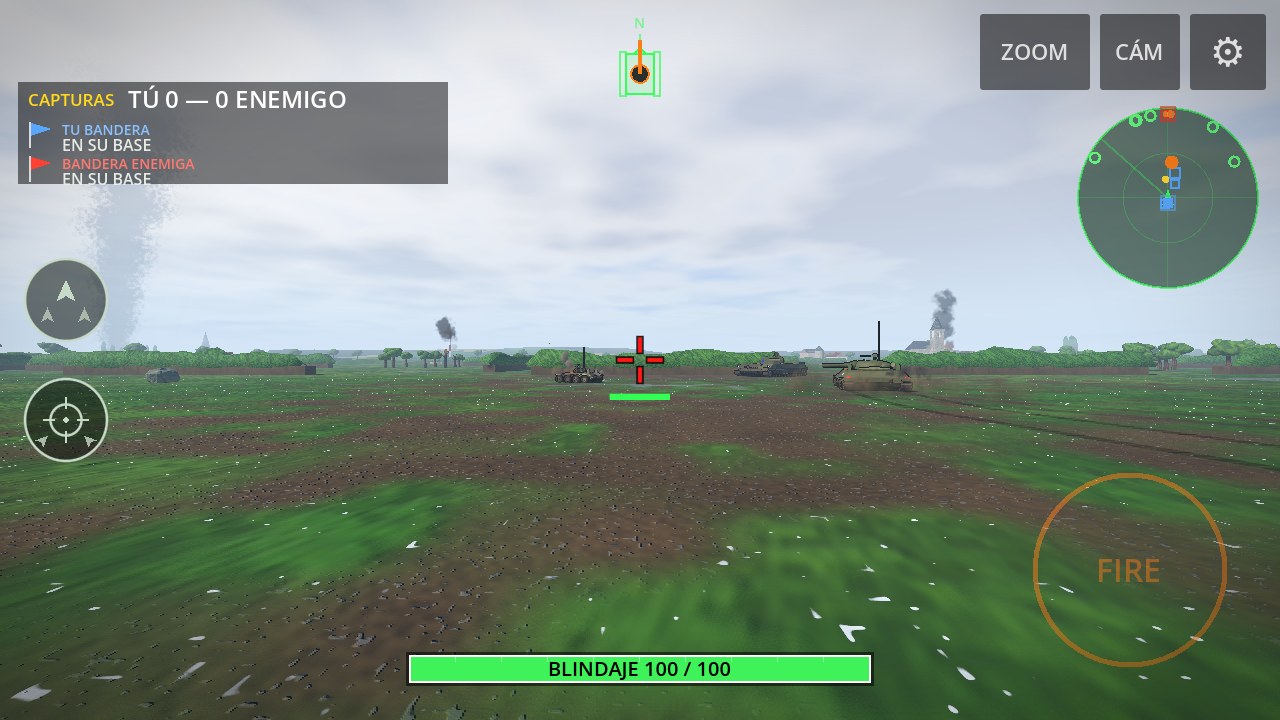 N
ZOOM
CÁM
CAPTURAS TÚ 0 — 0 ENEMIGO
TU BANDERA
EN SU BASE
BANDERA ENEMIGA
EN SU BASE
FIRE
BLINDAJE 100 / 100